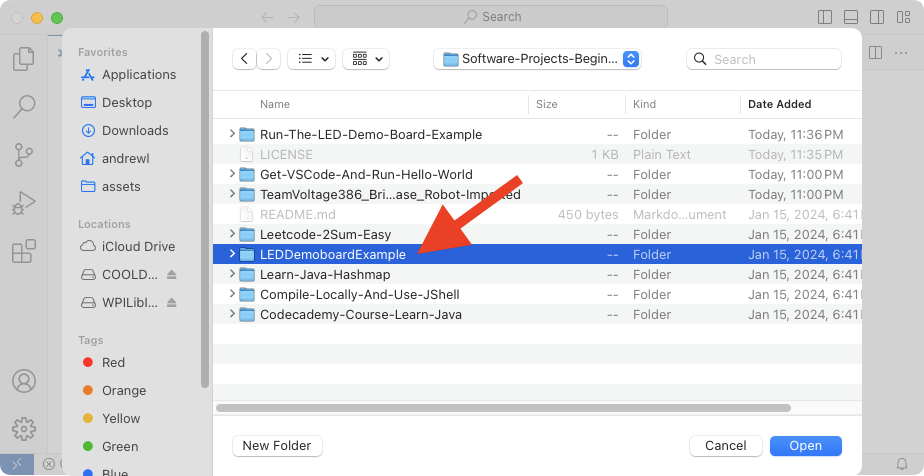 Search
Favorites
Applications
Desktop
Downloads
andrewl
assets
Locations
iCloud Drive
COOLD...
WPILibl...
Tags
Red
Orange
Yellow
Green
Blue
Software-Projects-Begin...
Search
Name Size Kind Date Added
Run-The-LED-Demo-Board-Example -- Folder Today, 11:36 PM
LICENSE 1 KB Plain Text Today, 11:35 PM
Get-VSCode-And-Run-Hello-World -- Folder Today, 11:00 PM
TeamVoltage386_Bri...ase_Robot-Imported -- Folder Today, 11:00 PM
README.md 450 bytes Markdo...ument Jan 15, 2024, 6:41
Leetcode-2Sum-Easy -- Folder Jan 15, 2024, 6:41
LEDDemoboardExample -- Folder Jan 15, 2024, 6:41
Learn-Java-Hashmap -- Folder Jan 15, 2024, 6:41
Compile-Locally-And-Use-JShell -- Folder Jan 15, 2024, 6:41
Codecademy-Course-Learn-Java -- Folder Jan 15, 2024, 6:41
New Folder Cancel Open